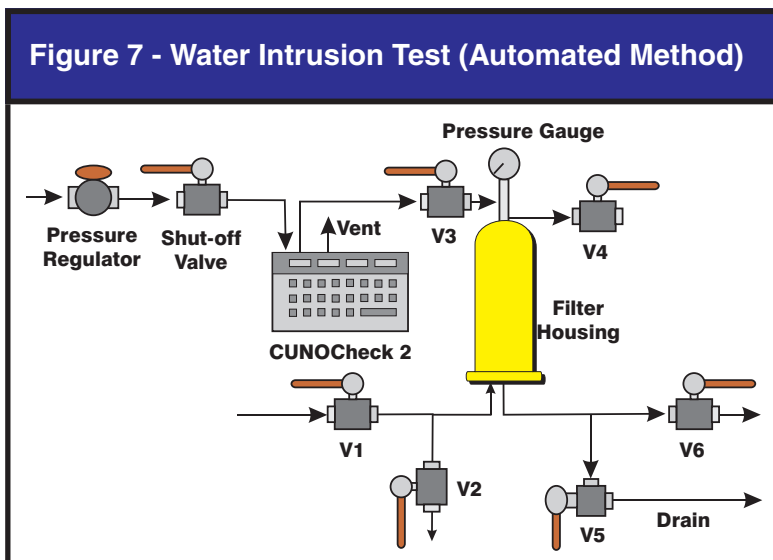 Figure 7 - Water Intrusion Test (Automated Method)
Pressure Gauge
Pressure
Regulator
Shut-off
Valve
Vent
V3
V4
CUNOCheck 2
Filter
Housing
V1
V2
V6
V5
Drain